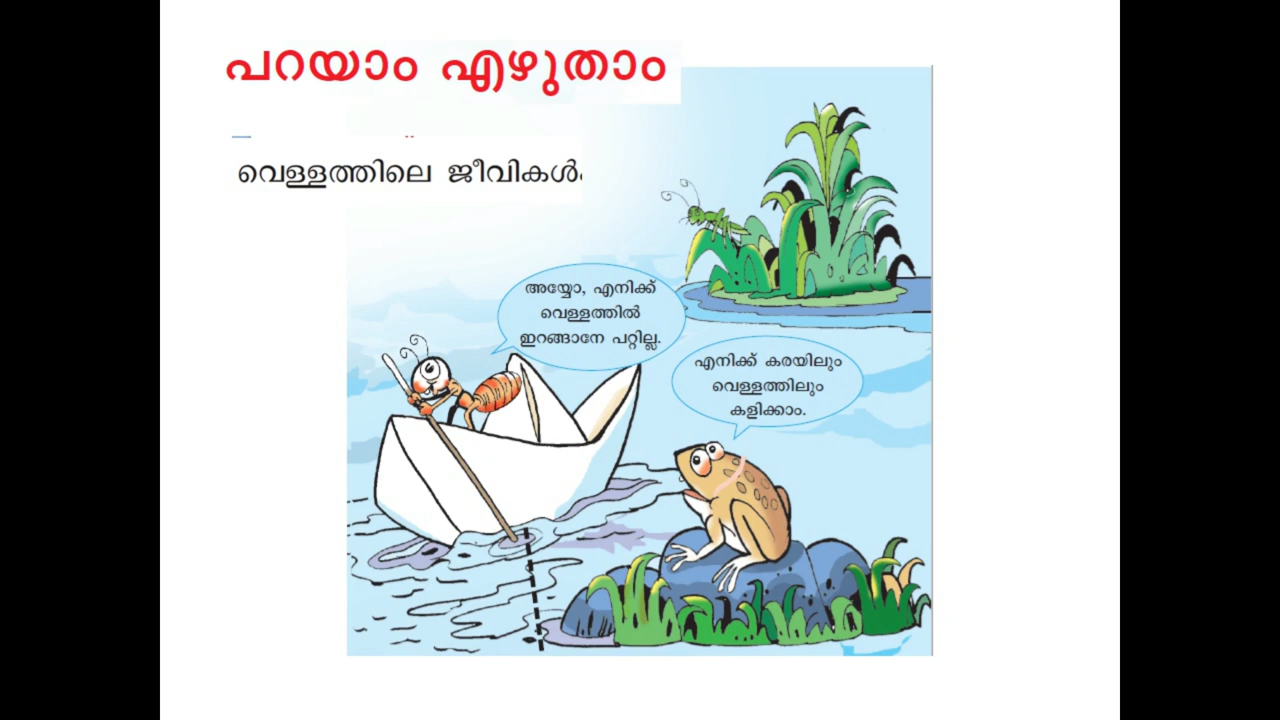 പറയാം എഴുതാം
വെള്ളത്തിലെ ജീവികൾ
അയ്യോ, എനിക്ക്
വെള്ളത്തിൽ
ഇറങ്ങാനേ പറ്റില്ല.
എനിക്ക് കരയിലും
വെള്ളത്തിലും
കളിക്കാം.